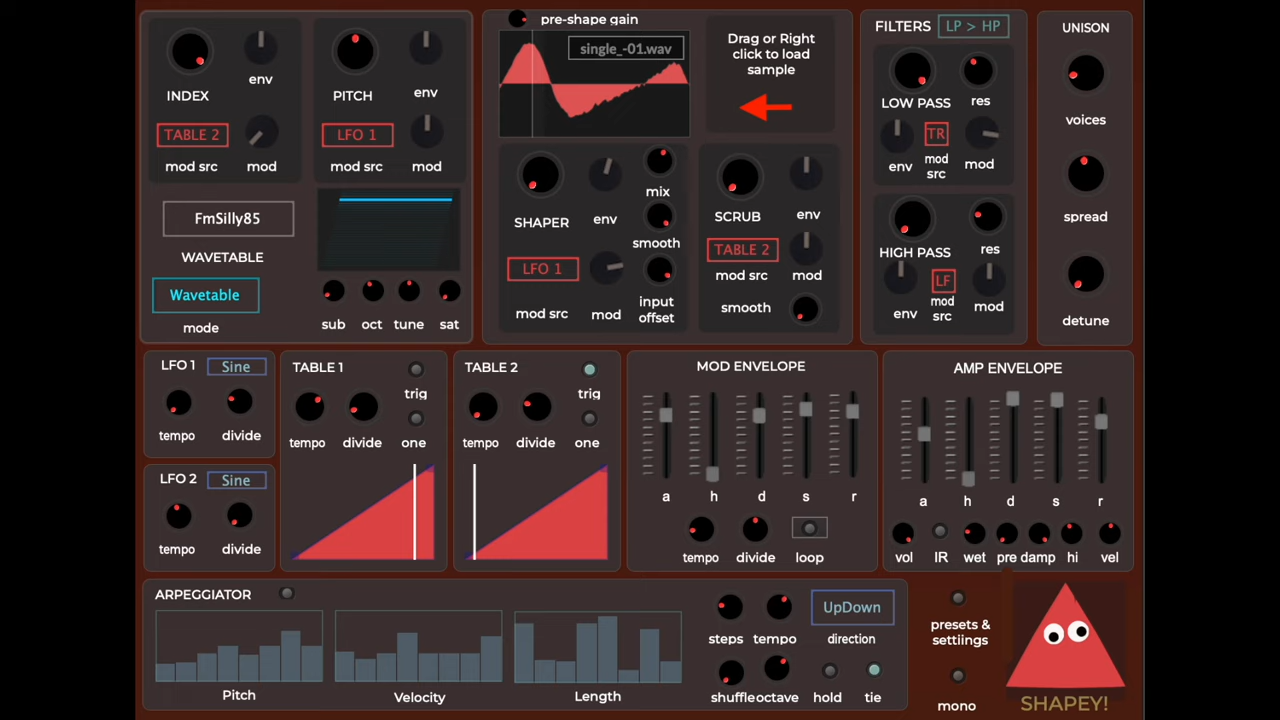 INDEX
env
TABLE 2
mod src
mod
PITCH
env
LFO 1
mod src
mod
FmSilly85
WAVETABLE
Wavetable
mode
sub
oct
tune
sat
pre-shape gain
single_-01.wav
Drag or Right
click to load
sample
SHAPER
env
mix
smooth
LFO 1
mod src
mod
input
offset
SCRUB
env
TABLE 2
mod src
mod
smooth
FILTERS
LP > HP
LOW PASS
res
env
TR
mod
src
mod
HIGH PASS
res
env
LF
mod
src
mod
UNISON
voices
spread
detune
LFO 1
Sine
tempo
divide
LFO 2
Sine
tempo
divide
TABLE 1
trig
tempo
divide
one
TABLE 2
trig
tempo
divide
one
MOD ENVELOPE
a
h
d
s
r
tempo
divide
loop
AMP ENVELOPE
a
h
d
s
r
vol
IR
wet
pre
damp
hi
vel
ARPEGGIATOR
Pitch
Velocity
Length
steps
tempo
UpDown
direction
shuffle
octave
hold
tie
presets &
settiings
mono
SHAPEY!